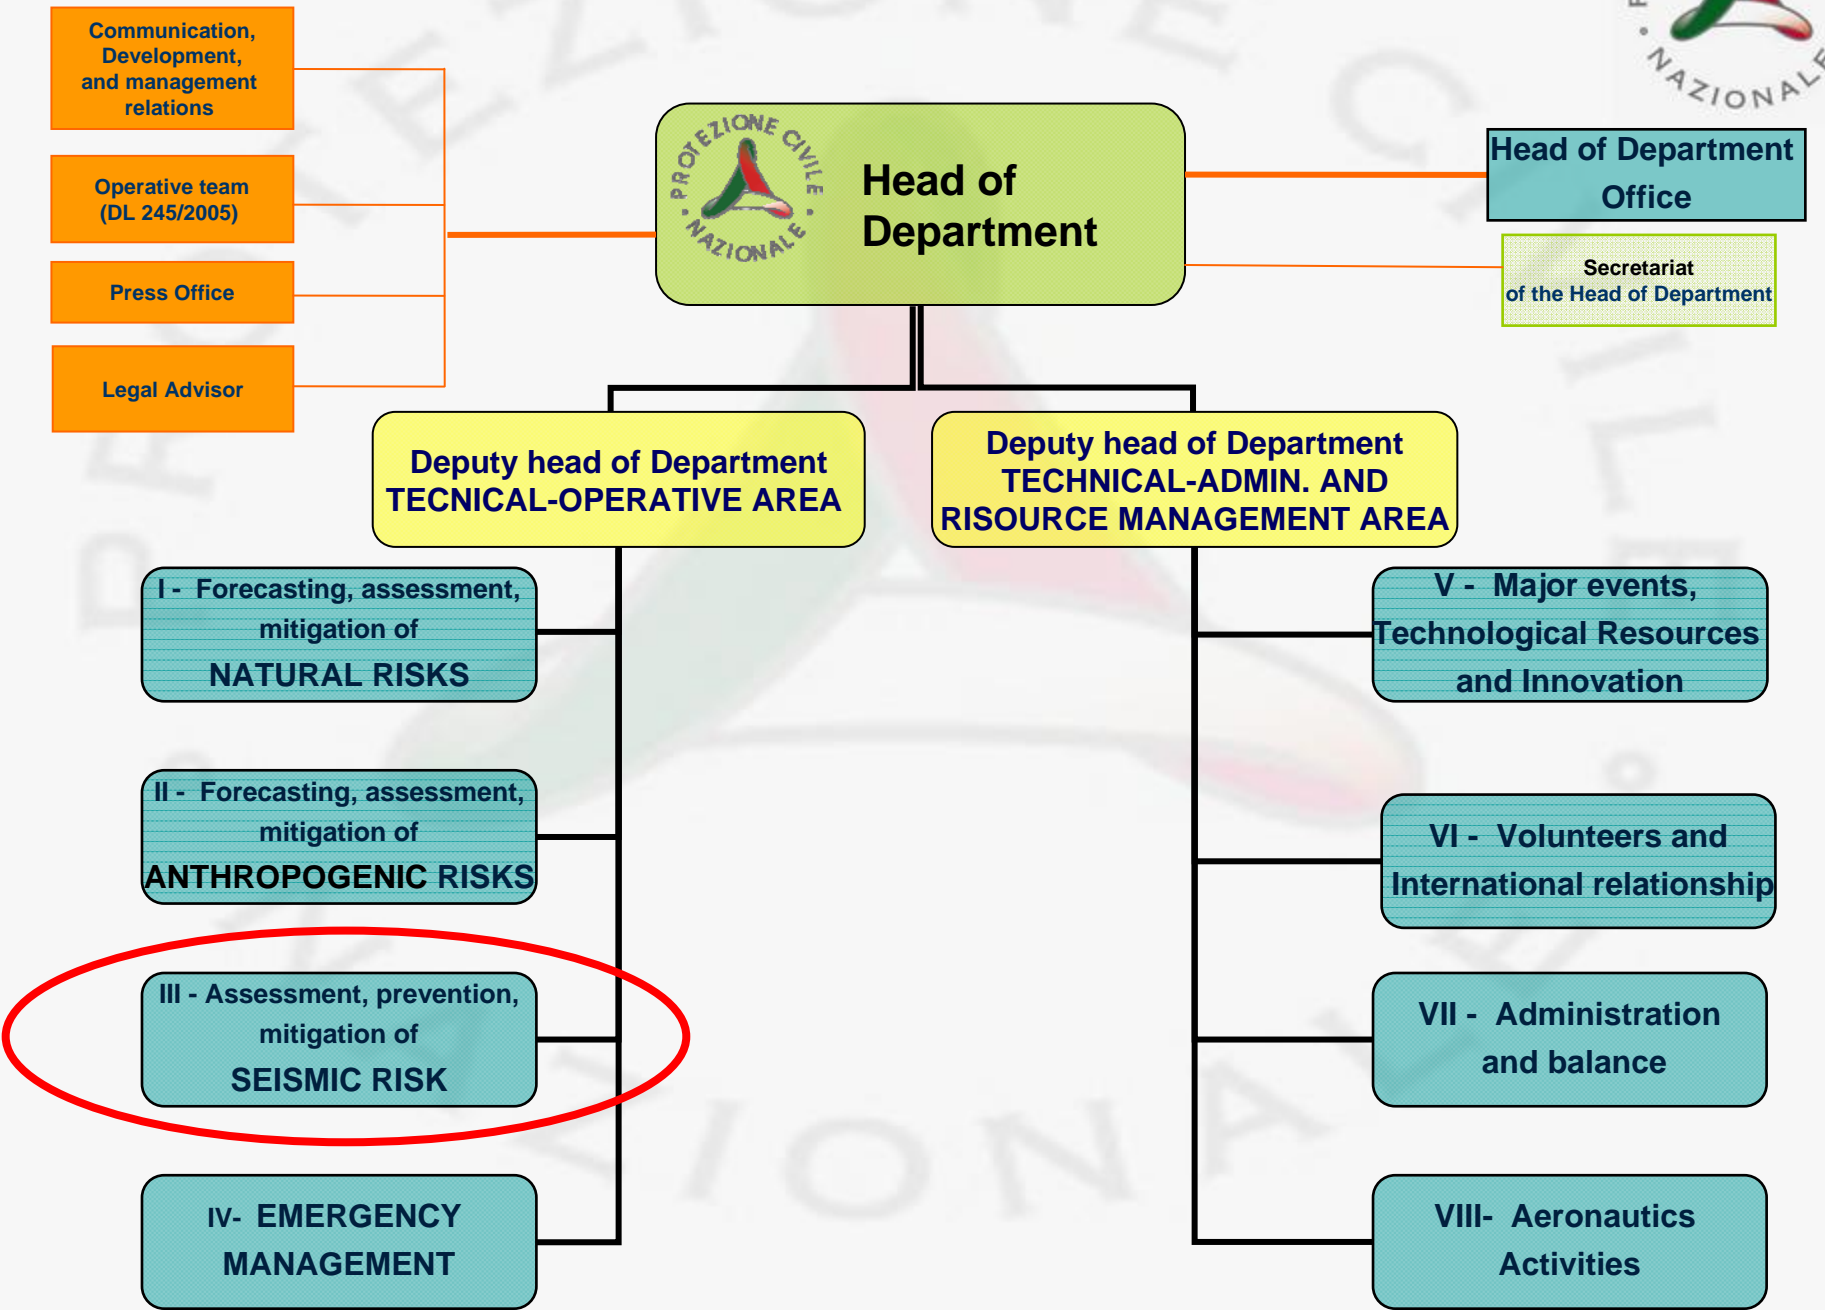 Communication,
Development,
and management
relations
Operative team
(DL 245/2005)
Press Office
Legal Advisor
PROTEZIONE CIVILE
NAZIONALE
Head of
Department
NAZIONALE
Head of Department
Office
Secretariat
of the Head of Department
Deputy head of Department
TECNICAL-OPERATIVE AREA
Deputy head of Department
TECHNICAL-ADMIN. AND
RISOURCE MANAGEMENT AREA
I - Forecasting, assessment,
mitigation of
NATURAL RISKS
II - Forecasting, assessment,
mitigation of
ANTHROPOGENIC RISKS
III - Assessment, prevention,
mitigation of
SEISMIC RISK
IV- EMERGENCY
MANAGEMENT
V - Major events,
Technological Resources
and Innovation
VI - Volunteers and
International relationship
VII - Administration
and balance
VIII- Aeronautics
Activities
PROTEZIONE CIVILE
NAZIONALE